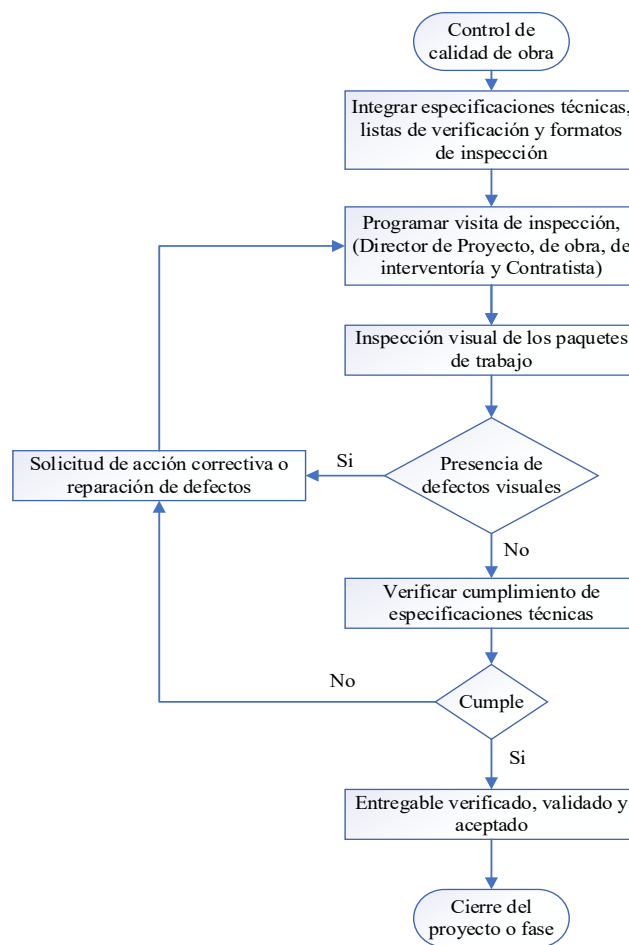 Control de
calidad de obra
Integrar especificaciones técnicas,
listas de verificación y formatos
de inspección
Programar visita de inspección,
(Director de Proyecto, de obra, de
interventoría y Contratista)
Inspección visual de los paquetes
de trabajo
Presencia de
defectos visuales
Si
Solicitud de acción correctiva o
reparación de defectos
No
Verificar cumplimiento de
especificaciones técnicas
Cumple
No
Si
Entregable verificado, validado y
aceptado
Cierre del
proyecto o fase